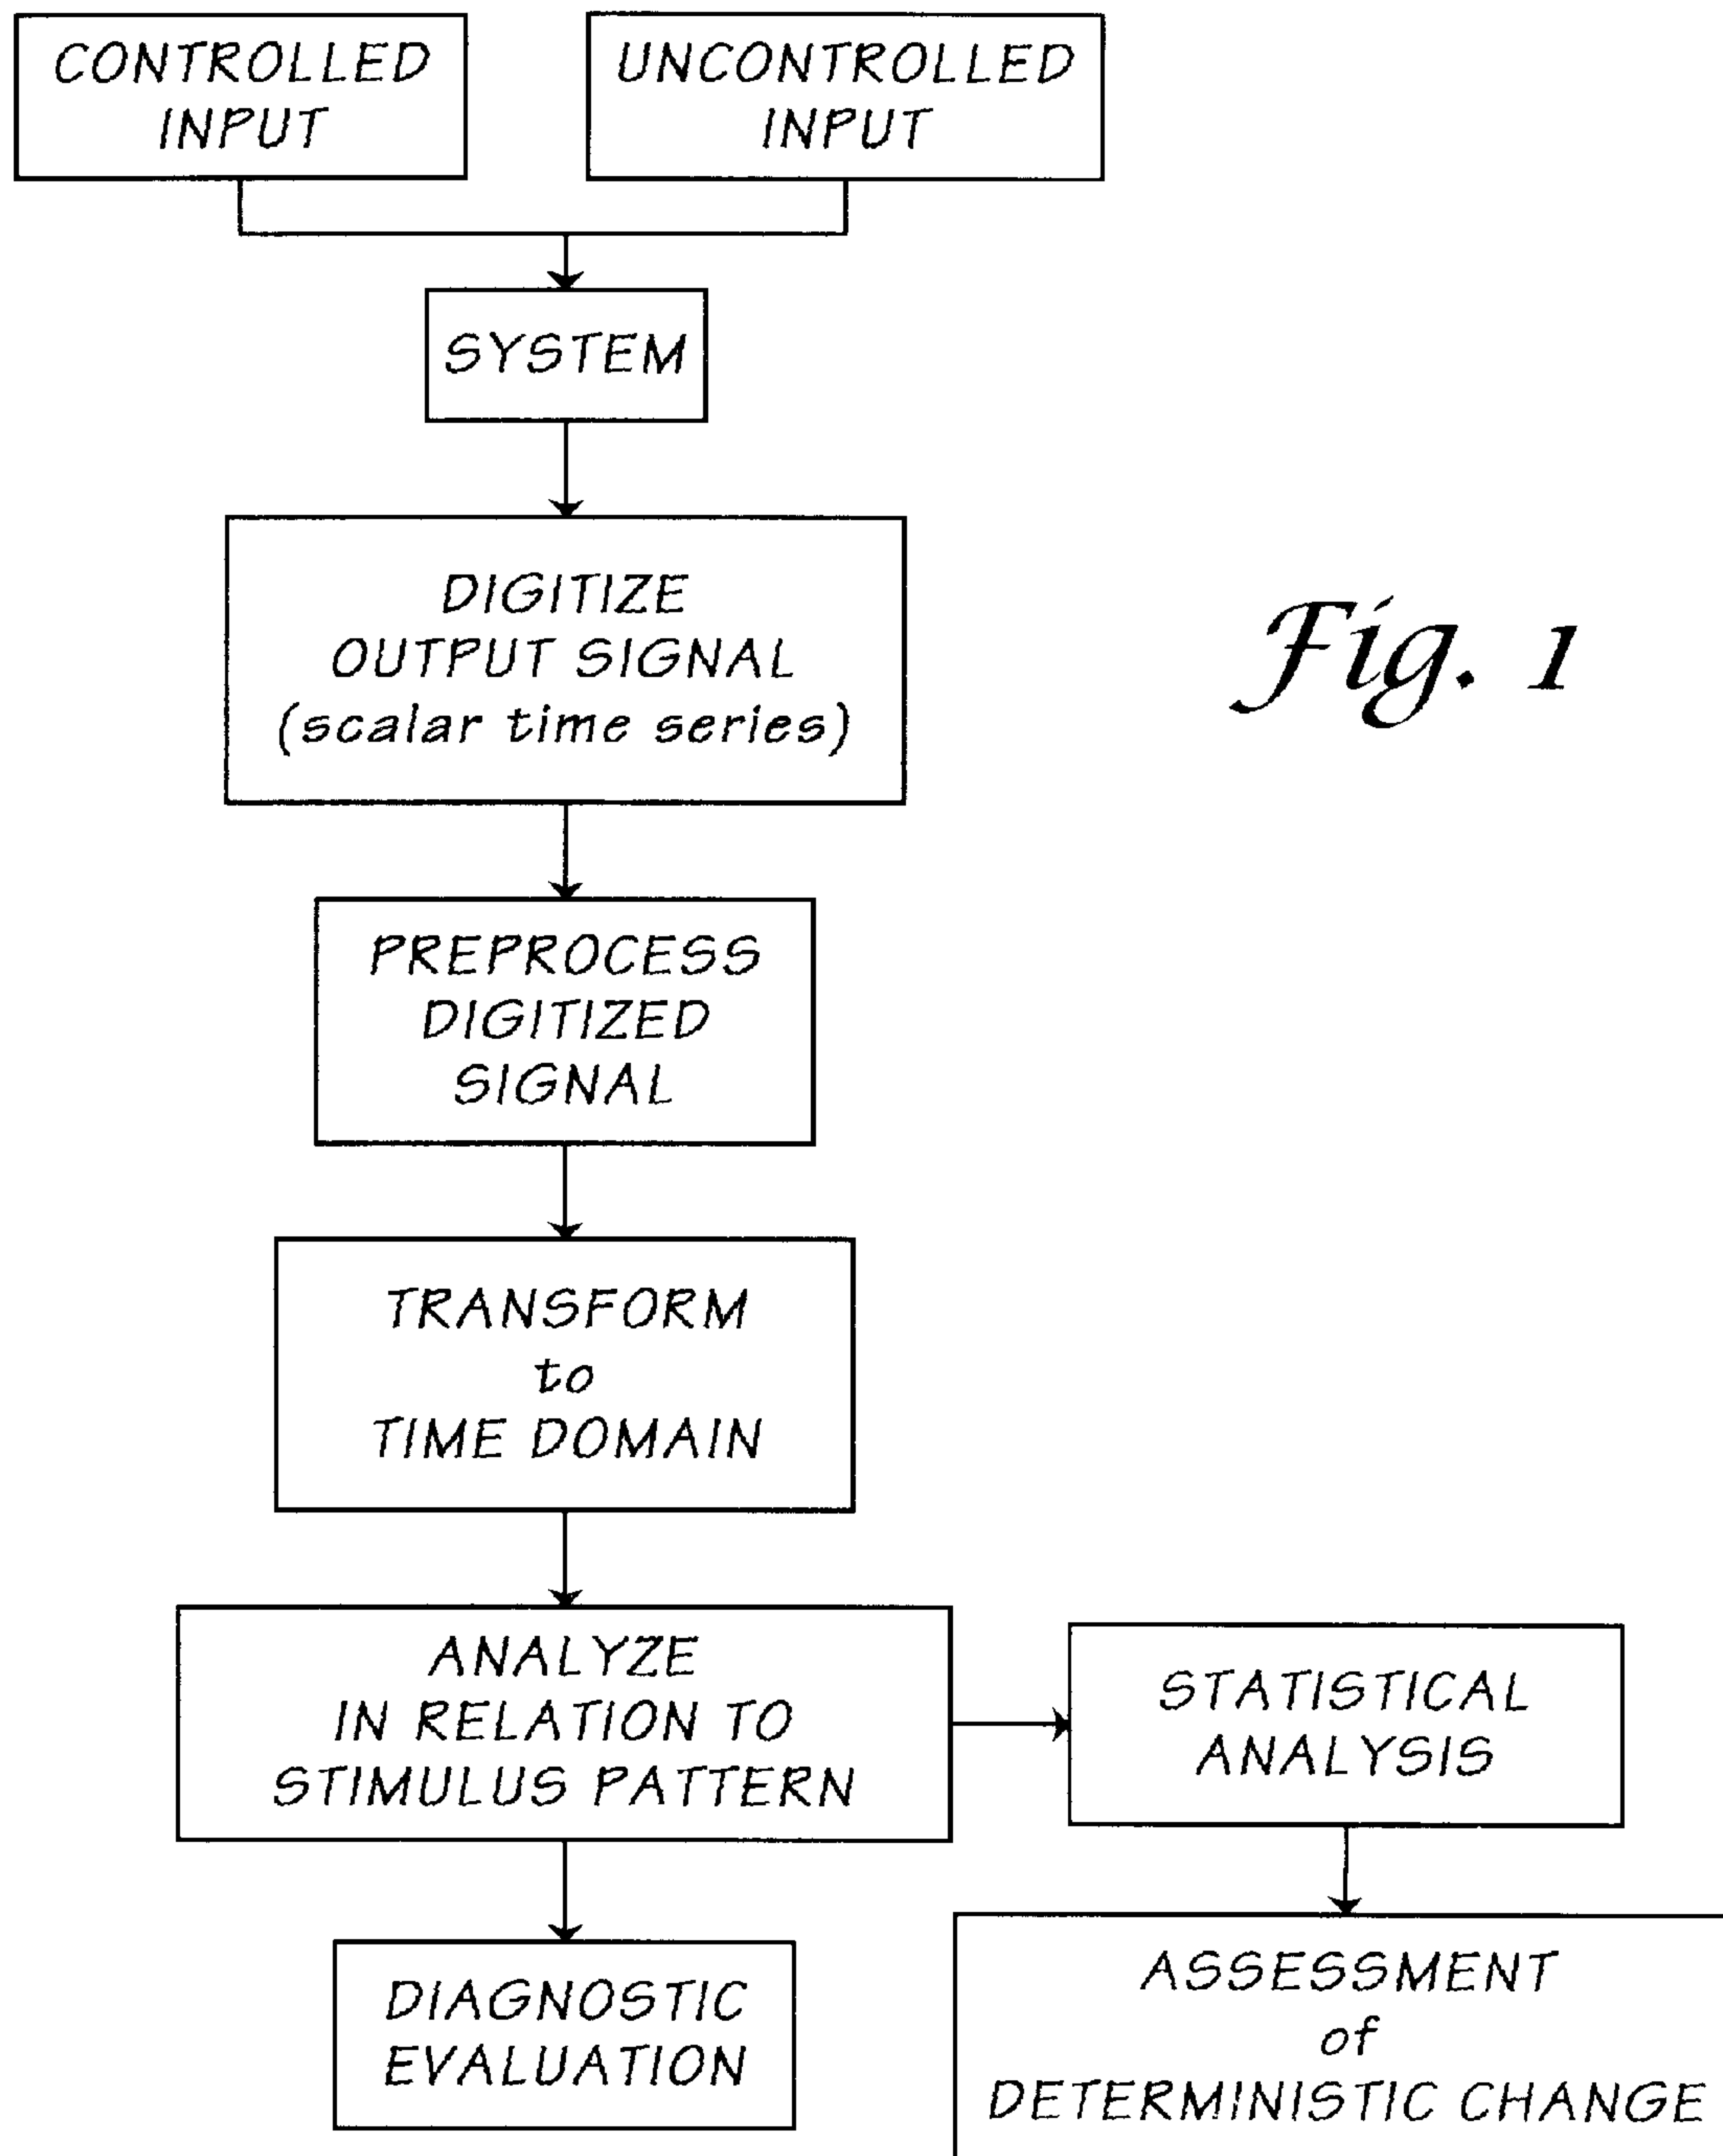 CONTROLLED
INPUT
UNCONTROLLED
INPUT
SYSTEM
DIGITIZE
OUTPUT SIGNAL
(scalar time series)
Fig. 1
PREPROCESS
DIGITIZED
SIGNAL
TRANSFORM
to
TIME DOMAIN
ANALYZE
IN RELATION TO
STIMULUS PATTERN
STATISTICAL
ANALYSIS
DIAGNOSTIC
EVALUATION
ASSESSMENT
of
DETERMINISTIC CHANGE